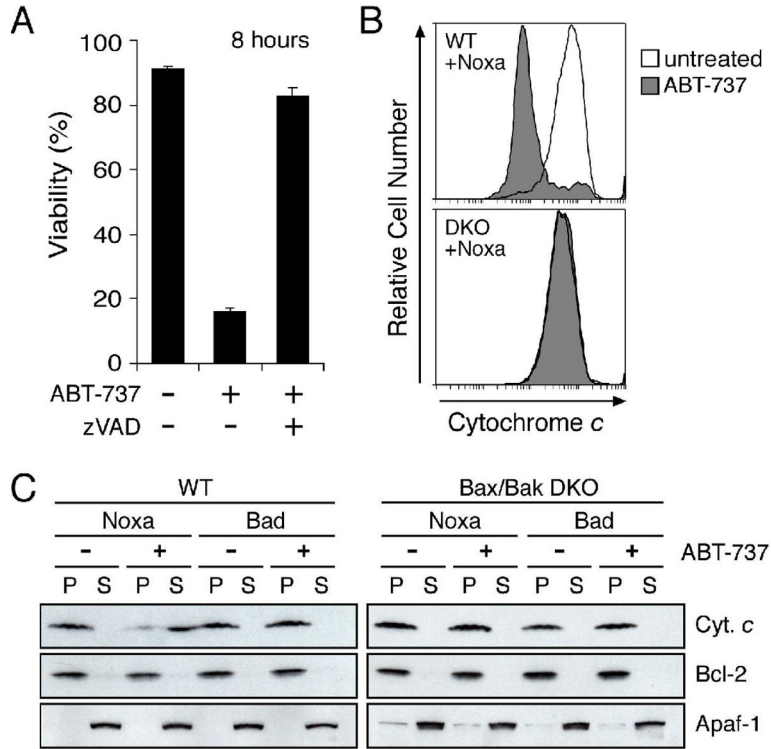 A
8 hours
Viability (%)
100
80
60
40
20
0
ABT-737 - + +
zVAD - - +
B
WT
+Noxa
DKO
+Noxa
untreated
ABT-737
Relative Cell Number
Cytochrome c
C
WT Bax/Bak DKO
Noxa Bad Noxa Bad
- + - + - + - + ABT-737
P S P S P S P S P S P S P S P S
Cyt. c
Bcl-2
Apaf-1